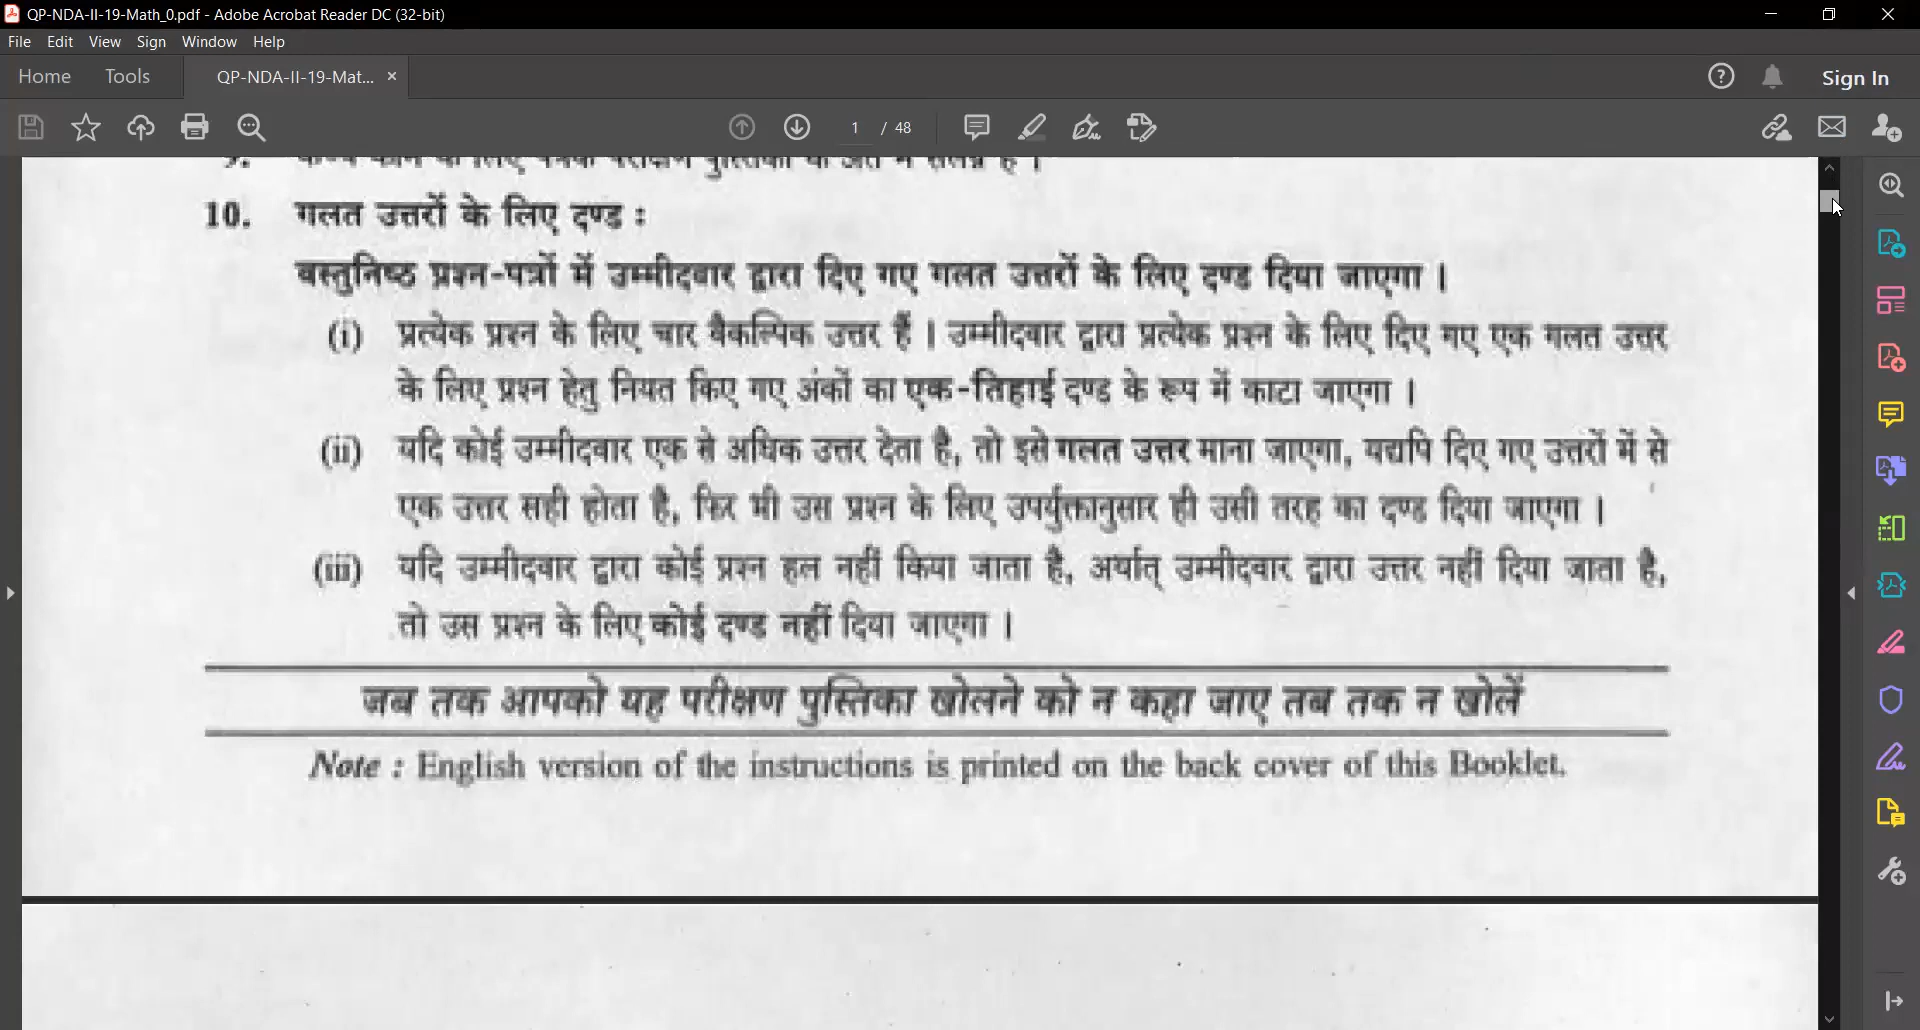 QP-NDA-II-19-Math_0.pdf - Adobe Acrobat Reader DC (32-bit)
File Edit View Sign Window Help
Home Tools QP-NDA-II-19-Mat... × Sign In
1 / 48
10. गलत उत्तरों के लिए दण्ड :
वस्तुनिष्ठ प्रश्न-पत्रों में उम्मीदवार द्वारा दिए गए गलत उत्तरों के लिए दण्ड दिया जाएगा ।
(i) प्रत्येक प्रश्न के लिए चार वैकल्पिक उत्तर हैं । उम्मीदवार द्वारा प्रत्येक प्रश्न के लिए दिए गए एक गलत उत्तर
के लिए प्रश्न हेतु नियत किए गए अंकों का एक-तिहाई दण्ड के रूप में काटा जाएगा ।
(ii) यदि कोई उम्मीदवार एक से अधिक उत्तर देता है, तो इसे गलत उत्तर माना जाएगा, यद्यपि दिए गए उत्तरों में से
एक उत्तर सही होता है, फिर भी उस प्रश्न के लिए उपर्युक्तानुसार ही उसी तरह का दण्ड दिया जाएगा ।
(iii) यदि उम्मीदवार द्वारा कोई प्रश्न हल नहीं किया जाता है, अर्थात् उम्मीदवार द्वारा उत्तर नहीं दिया जाता है,
तो उस प्रश्न के लिए कोई दण्ड नहीं दिया जाएगा ।
जब तक आपको यह परीक्षण पुस्तिका खोलने को न कहा जाए तब तक न खोलें
Note : English version of the instructions is printed on the back cover of this Booklet.